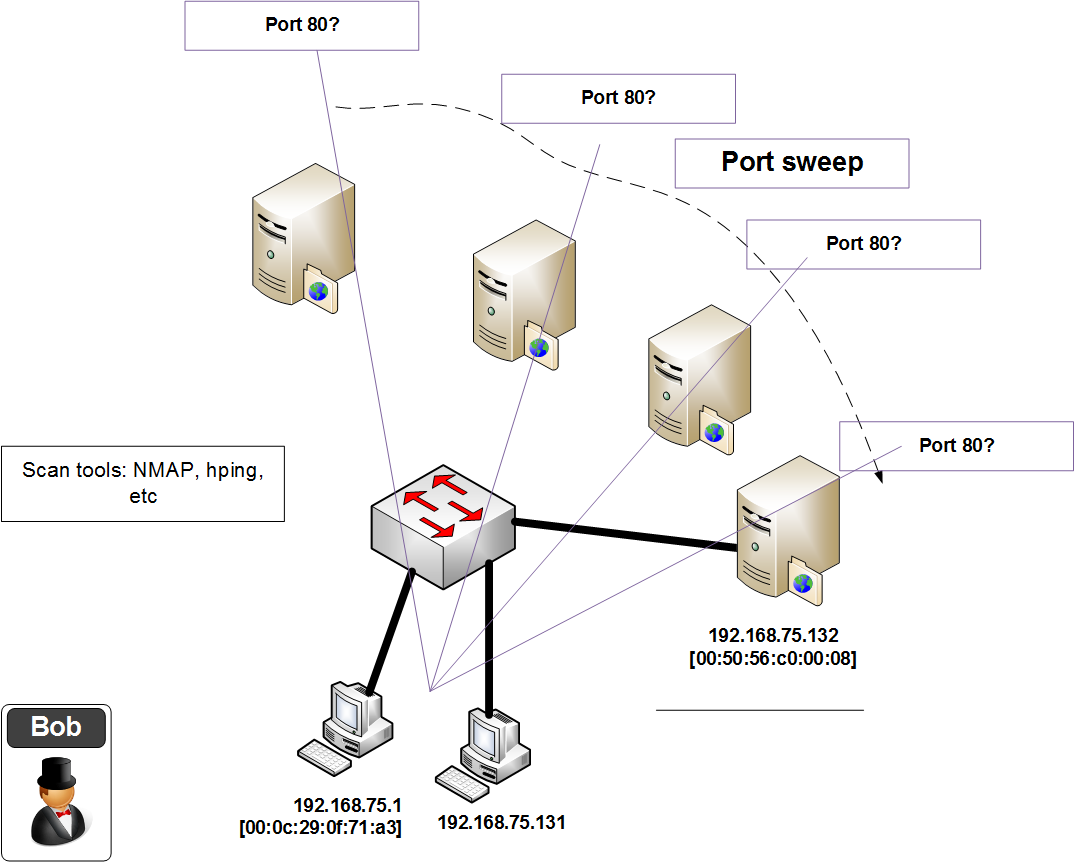 Port 80?
Port 80?
Port sweep
Port 80?
Port 80?
Scan tools: NMAP, hping,
etc
192.168.75.132
[00:50:56:c0:00:08]
Bob
192.168.75.1
[00:0c:29:0f:71:a3]
192.168.75.131